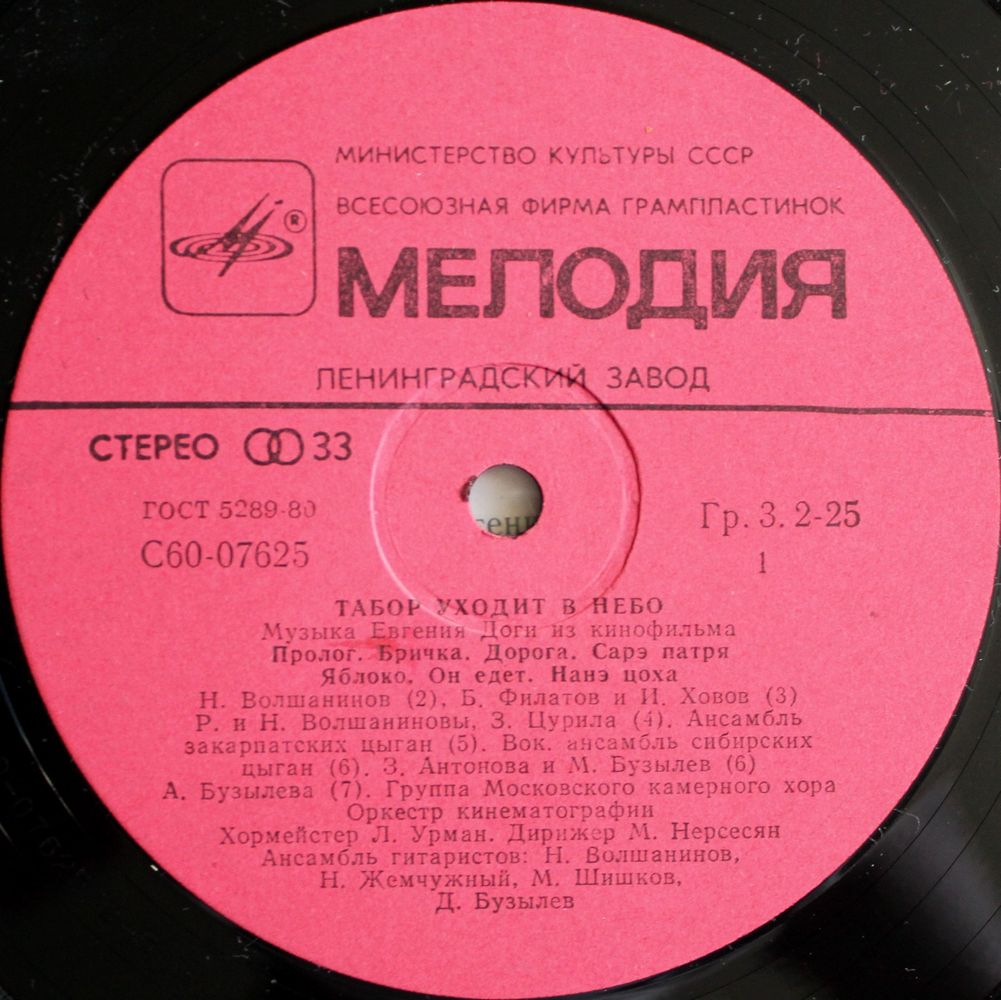 МИНИСТЕРСТВО КУЛЬТУРЫ СССР
ВСЕСОЮЗНАЯ ФИРМА ГРАМПЛАСТИНОК
®
МЕЛОДИЯ
ЛЕНИНГРАДСКИЙ ЗАВОД
СТЕРЕО 33
ГОСТ 5289-80
С60-07625
Гр. 3. 2-25
1
ТАБОР УХОДИТ В НЕБО
Музыка Евгения Доги из кинофильма
Пролог. Бричка. Дорога. Сарэ патря
Яблоко. Он едет. Нанэ цоха
Н. Волшанинов (2), Б. Филатов и И. Ховов (3)
Р. и Н. Волшаниновы, З. Цурила (4). Ансамбль
закарпатских цыган (5). Вок. ансамбль сибирских
цыган (6). З. Антонова и М. Бузылев (6)
А. Бузылева (7). Группа Московского камерного хора
Оркестр кинематографии
Хормейстер Л. Урман. Дирижер М. Нерсесян
Ансамбль гитаристов: Н. Волшанинов,
Н. Жемчужный, М. Шишков,
Д. Бузылев